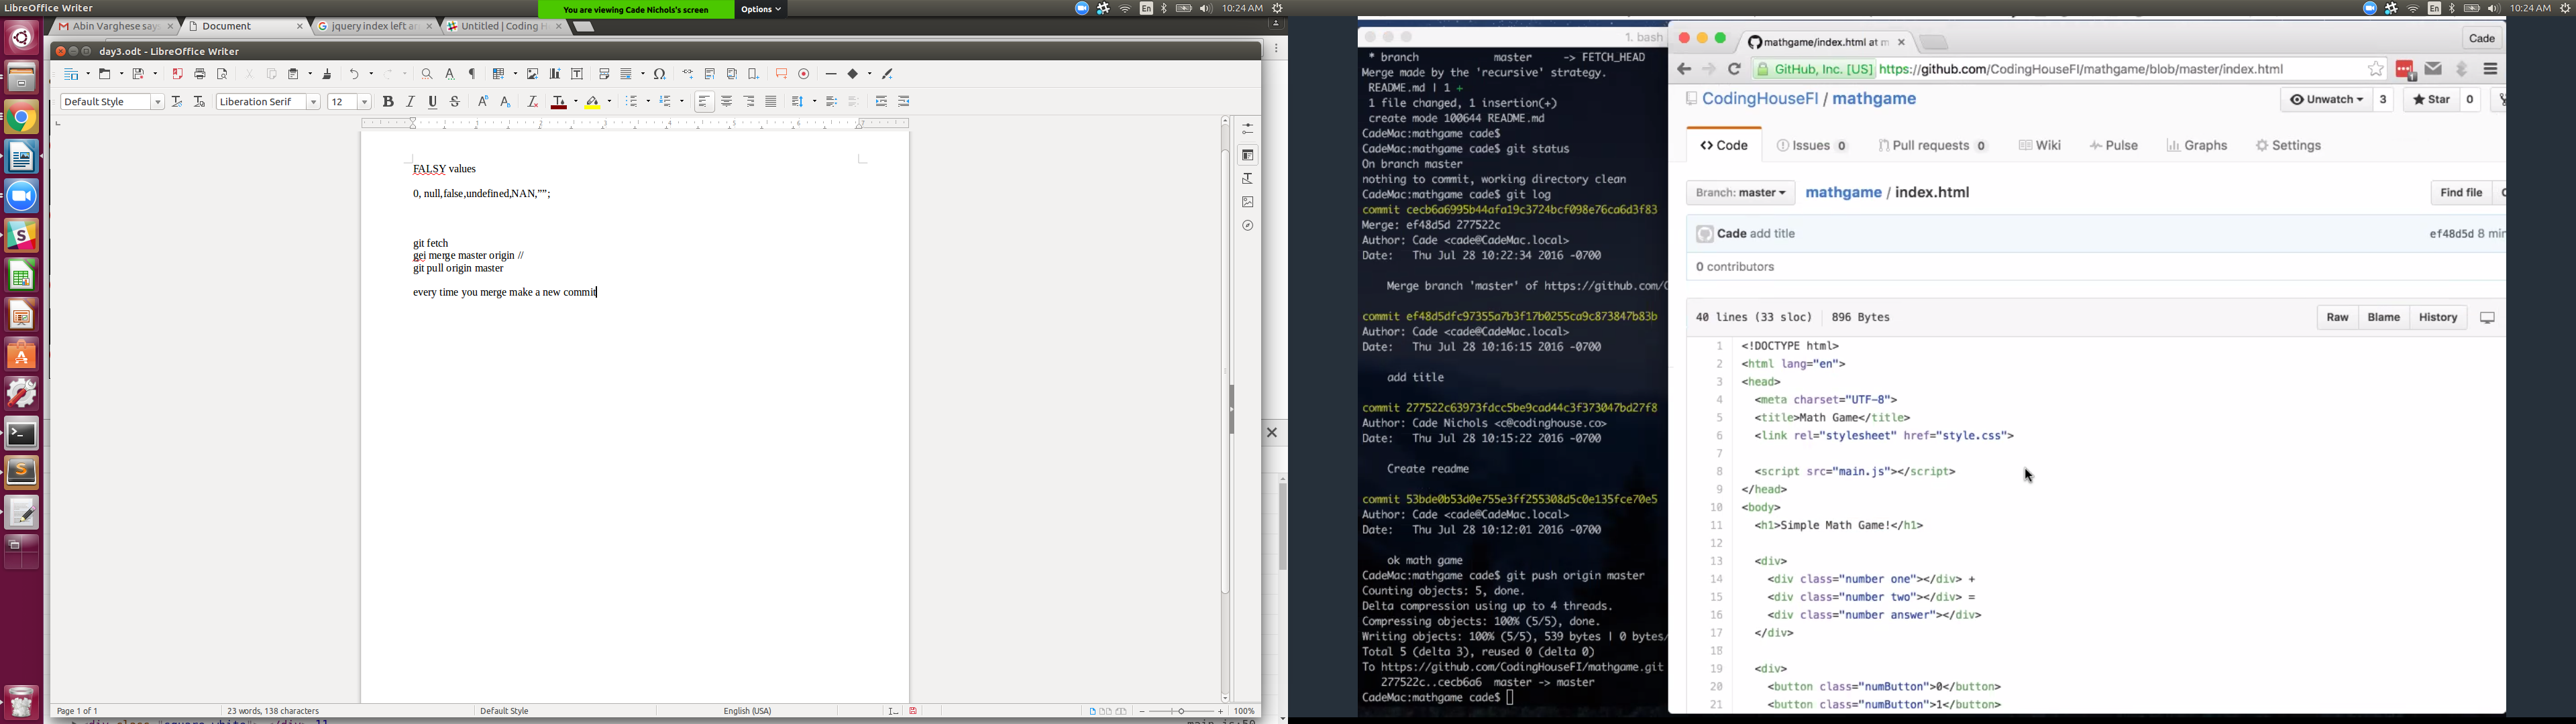 LibreOffice Writer
You are viewing Cade Nichols's screen
Options
En
10:24 AM
En
10:24 AM
Abin Varghese say
Document
jquery index left an
Untitled | Coding H
day3.odt - LibreOffice Writer
Default Style
Liberation Serif
12
FALSY values
0, null,false,undefined,NAN,"";
git fetch
gei merge master origin //
git pull origin master
every time you merge make a new commit
Page 1 of 1
23 words, 138 characters
Default Style
English (USA)
100%
1. bash
* branch master -> FETCH_HEAD
Merge made by the 'recursive' strategy.
README.md | 1 +
1 file changed, 1 insertion(+)
create mode 100644 README.md
CadeMac:mathgame cade$
CadeMac:mathgame cade$ git status
On branch master
nothing to commit, working directory clean
CadeMac:mathgame cade$ git log
commit cecb6a6995b44afa19c3724bcf098e76ca6d3f83
Merge: ef48d5d 277522c
Author: Cade <cade@CadeMac.local>
Date: Thu Jul 28 10:22:34 2016 -0700
Merge branch 'master' of https://github.com/C
commit ef48d5dfc97355a7b3f17b0255ca9c873847b83b
Author: Cade <cade@CadeMac.local>
Date: Thu Jul 28 10:16:15 2016 -0700
add title
commit 277522c63973fdcc5be9cad44c3f373047bd27f8
Author: Cade Nichols <c@codinghouse.co>
Date: Thu Jul 28 10:15:22 2016 -0700
Create readme
commit 53bde0b53d0e755e3ff255308d5c0e135fce70e5
Author: Cade <cade@CadeMac.local>
Date: Thu Jul 28 10:12:01 2016 -0700
ok math game
CadeMac:mathgame cade$ git push origin master
Counting objects: 5, done.
Delta compression using up to 4 threads.
Compressing objects: 100% (5/5), done.
Writing objects: 100% (5/5), 539 bytes | 0 bytes/
Total 5 (delta 3), reused 0 (delta 0)
To https://github.com/CodingHouseFI/mathgame.git
277522c..cecb6a6 master -> master
CadeMac:mathgame cade$
mathgame/index.html at m
Cade
GitHub, Inc. [US] https://github.com/CodingHouseFI/mathgame/blob/master/index.html
CodingHouseFI / mathgame
Unwatch 3
Star 0
Code
Issues 0
Pull requests 0
Wiki
Pulse
Graphs
Settings
Branch: master
mathgame / index.html
Find file
Cade add title
ef48d5d 8 min
0 contributors
40 lines (33 sloc) 896 Bytes
Raw
Blame
History
1 <!DOCTYPE html>
2 <html lang="en">
3 <head>
4 <meta charset="UTF-8">
5 <title>Math Game</title>
6 <link rel="stylesheet" href="style.css">
7
8 <script src="main.js"></script>
9 </head>
10 <body>
11 <h1>Simple Math Game!</h1>
12
13 <div>
14 <div class="number one"></div> +
15 <div class="number two"></div> =
16 <div class="number answer"></div>
17 </div>
18
19 <div>
20 <button class="numButton">0</button>
21 <button class="numButton">1</button>